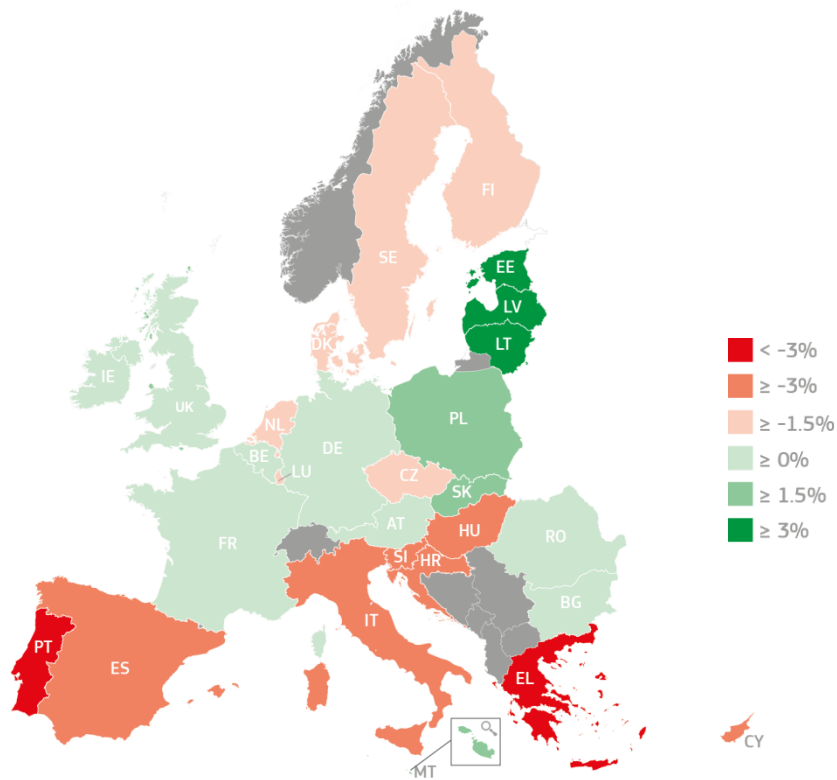 FI
SE
EE
LV
LT
DK
IE
UK
NL
PL
DE
BE
LU
CZ
SK
FR
AT
HU
RO
SI
HR
BG
IT
PT
ES
EL
MT
CY
< -3%
≥ -3%
≥ -1.5%
≥ 0%
≥ 1.5%
≥ 3%